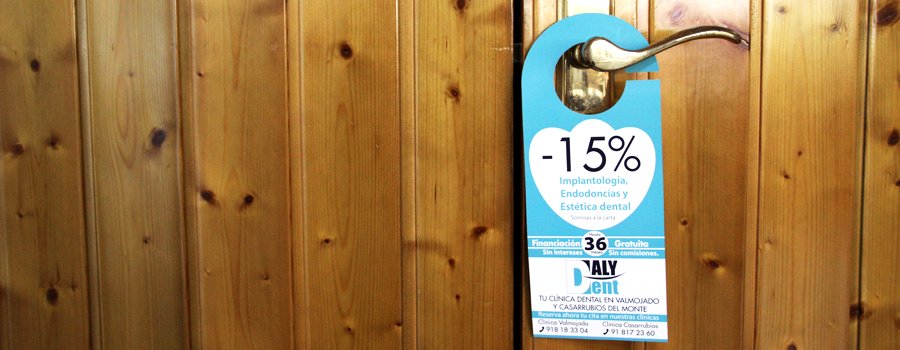 -15%
Implantología,
Endodoncias y
Estética dental
Sonrisas a la carta
Financiación 36 Gratuita
Sin intereses Sin comisiones.
DALY
Dent
TU CLÍNICA DENTAL EN VALMOJADO
Y CASARRUBIOS DEL MONTE
Reserva ahora tu cita en nuestras clínicas
Clínica Valmojado Clínica Casarrubios
918 18 33 04 91 817 23 60